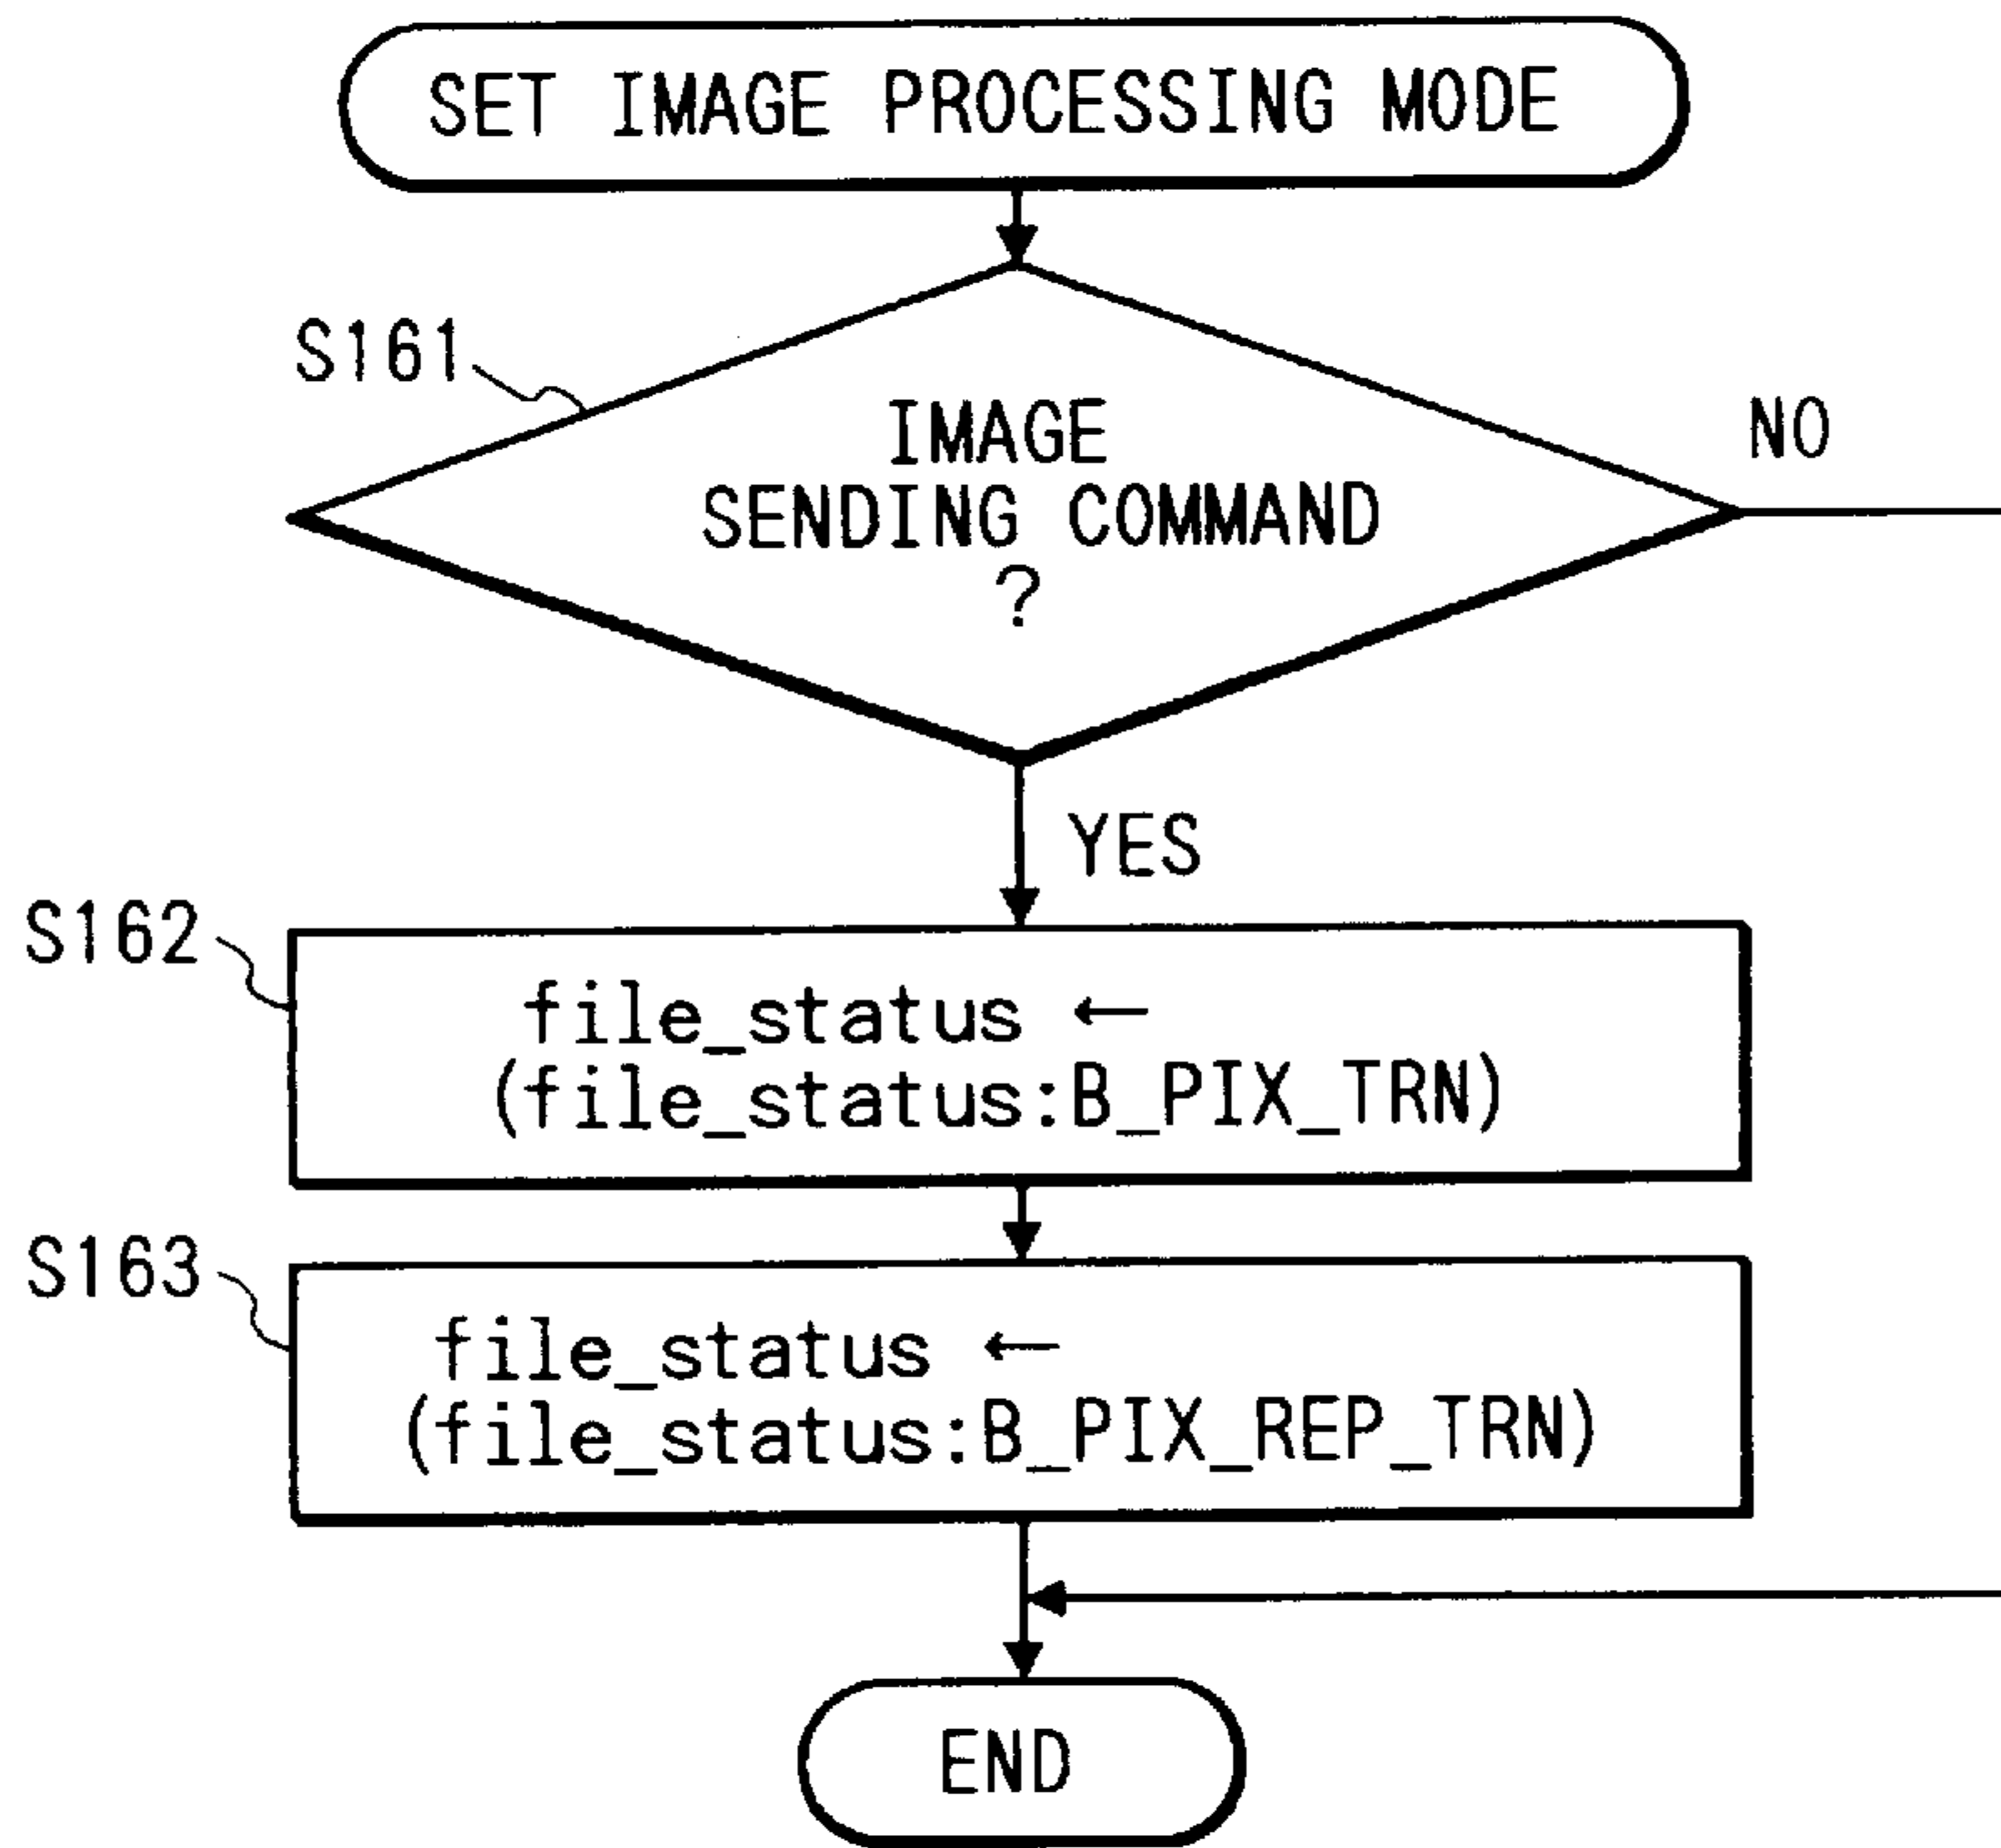 SET IMAGE PROCESSING MODE
S161
IMAGE
SENDING COMMAND
?
NO
YES
S162
file_status ←
(file_status:B_PIX_TRN)
S163
file_status ←
(file_status:B_PIX_REP_TRN)
END